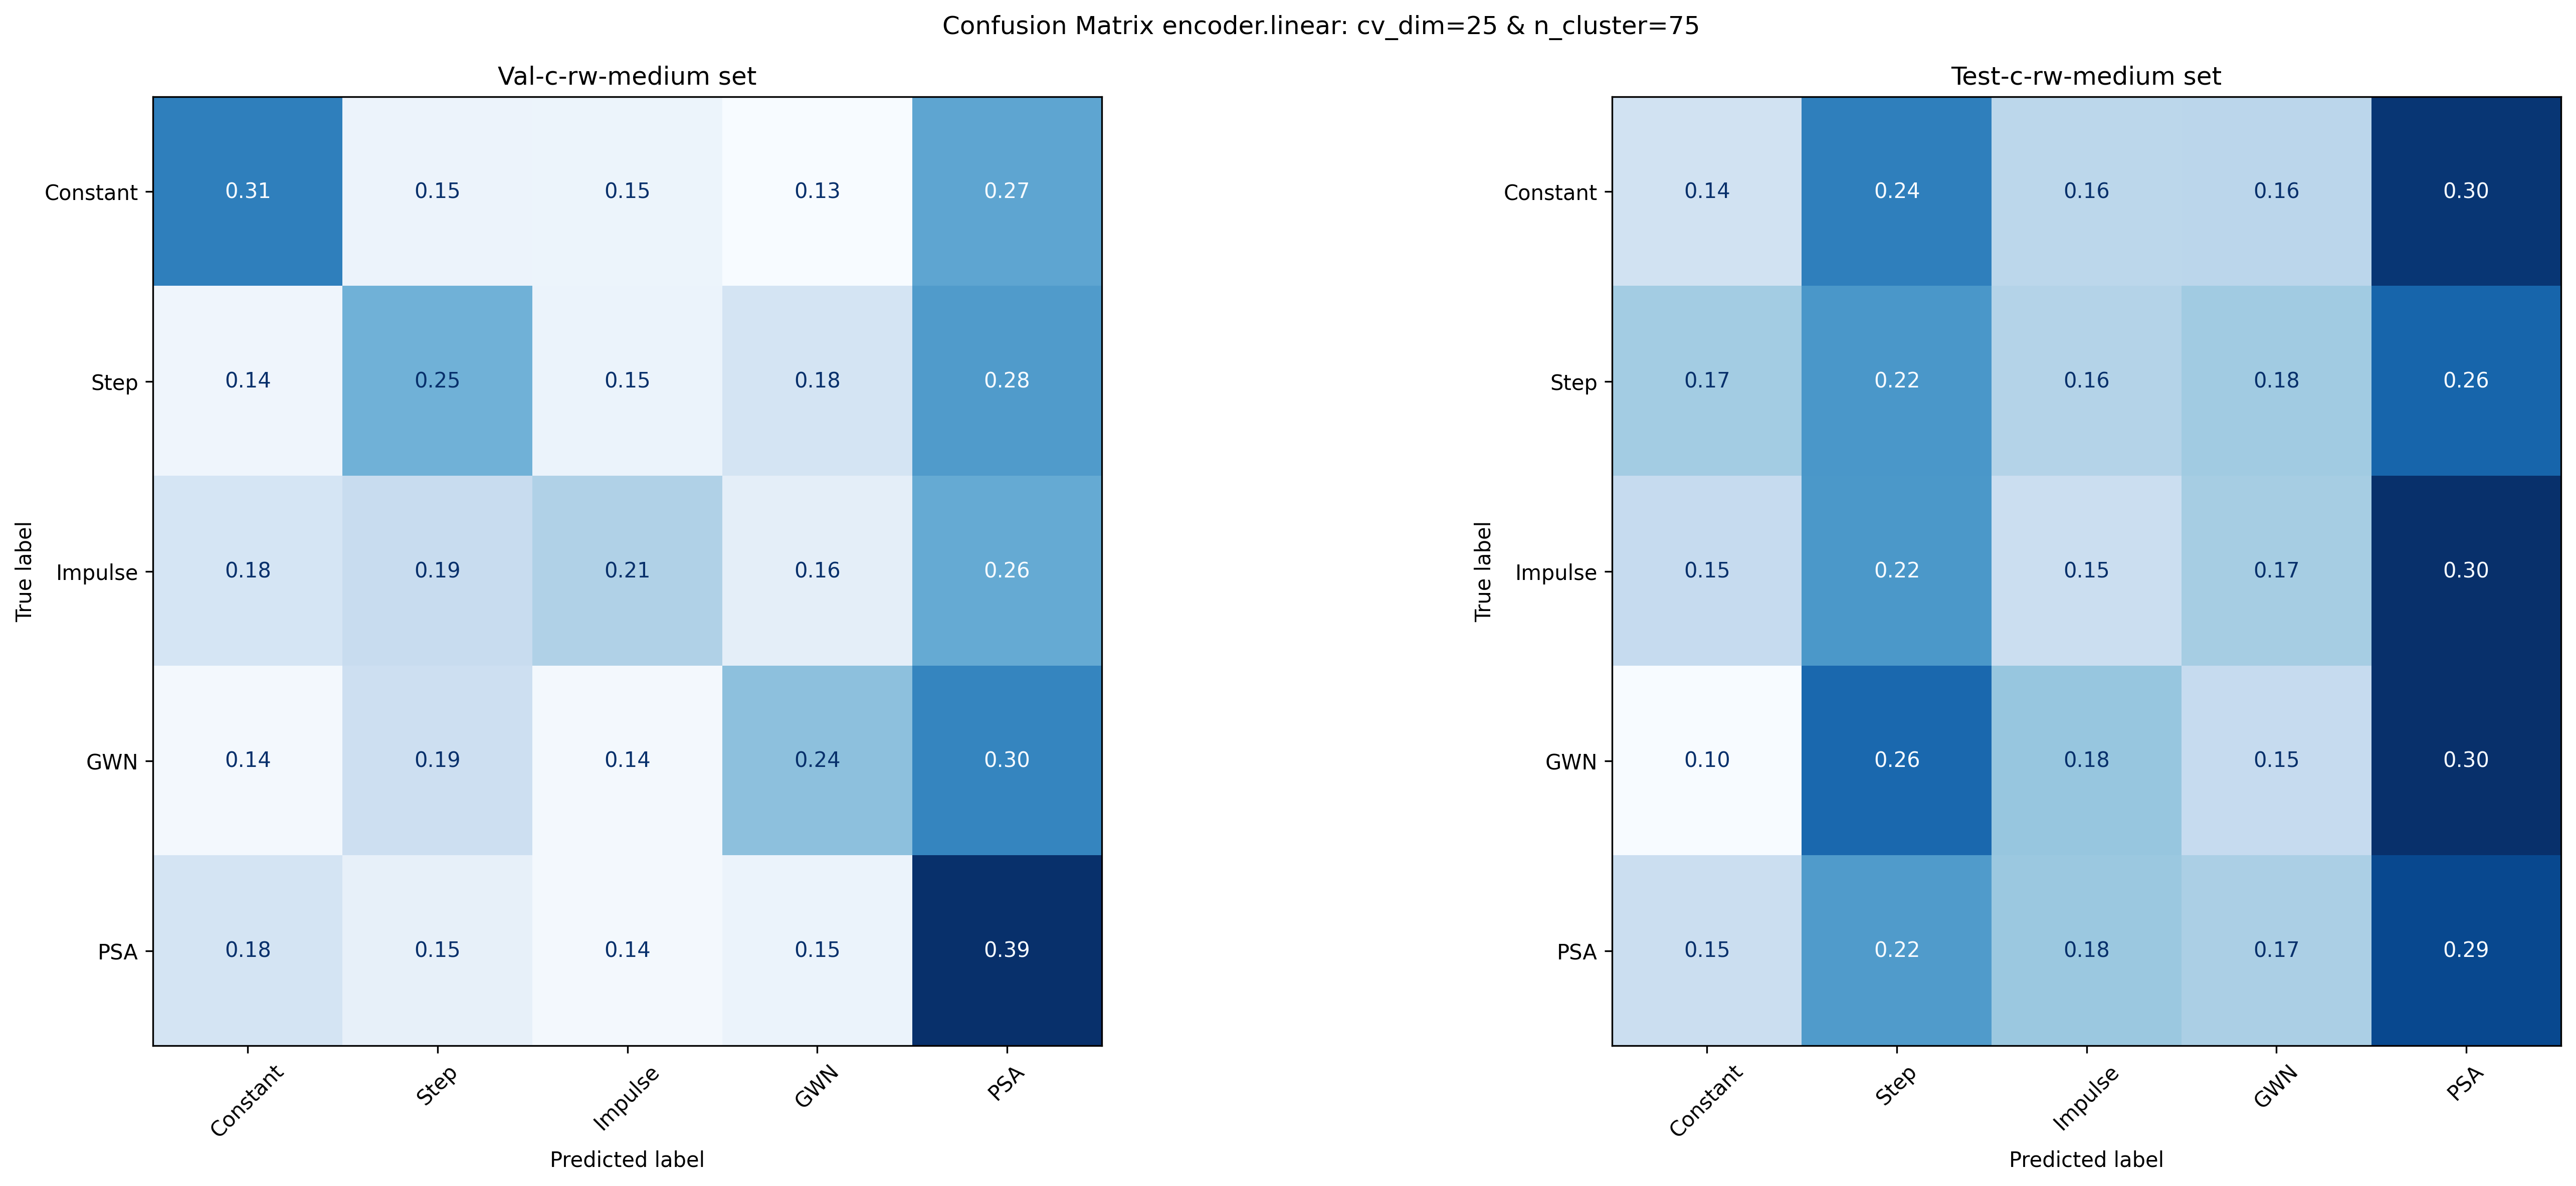 Confusion Matrix encoder.linear: cv_dim=25 & n_cluster=75
Val-c-rw-medium set
True label
Constant 0.31 0.15 0.15 0.13 0.27
Step 0.14 0.25 0.15 0.18 0.28
Impulse 0.18 0.19 0.21 0.16 0.26
GWN 0.14 0.19 0.14 0.24 0.30
PSA 0.18 0.15 0.14 0.15 0.39
Constant Step Impulse GWN PSA
Predicted label
Test-c-rw-medium set
True label
Constant 0.14 0.24 0.16 0.16 0.30
Step 0.17 0.22 0.16 0.18 0.26
Impulse 0.15 0.22 0.15 0.17 0.30
GWN 0.10 0.26 0.18 0.15 0.30
PSA 0.15 0.22 0.18 0.17 0.29
Constant Step Impulse GWN PSA
Predicted label